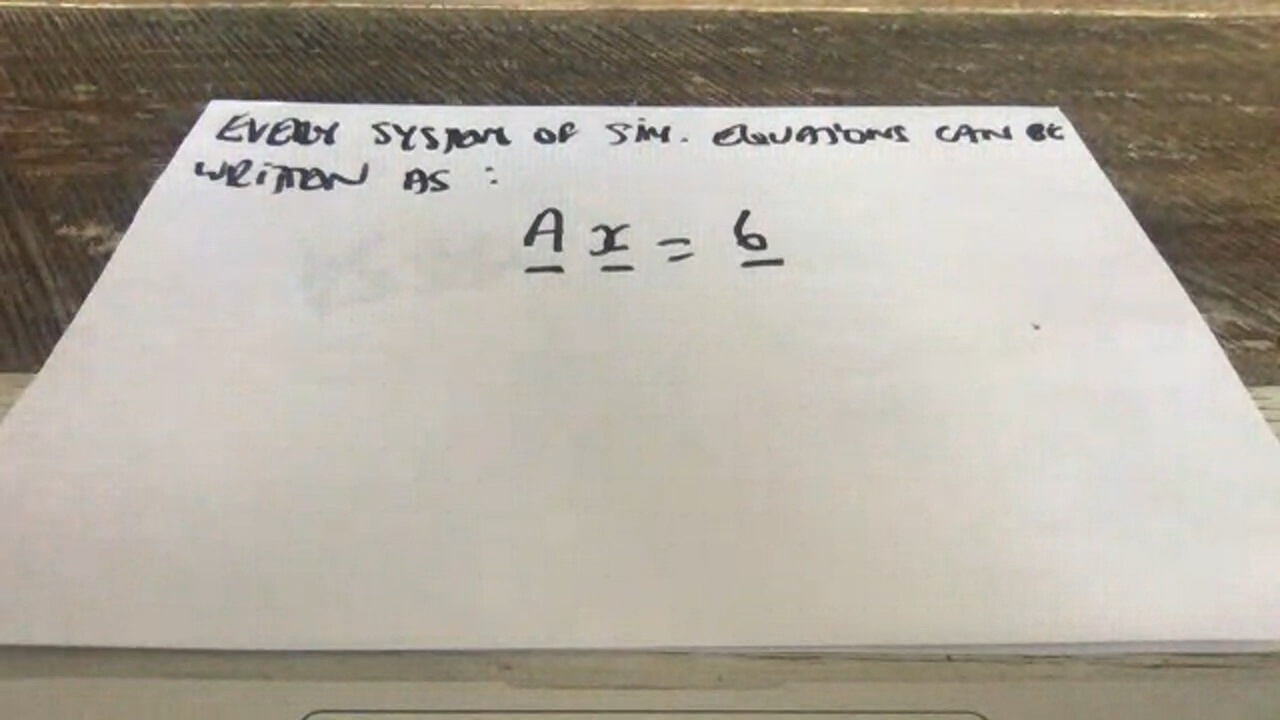 EVERY SYSTEM OF SIM. EQUATIONS CAN BE
WRITTEN AS :
A x = b